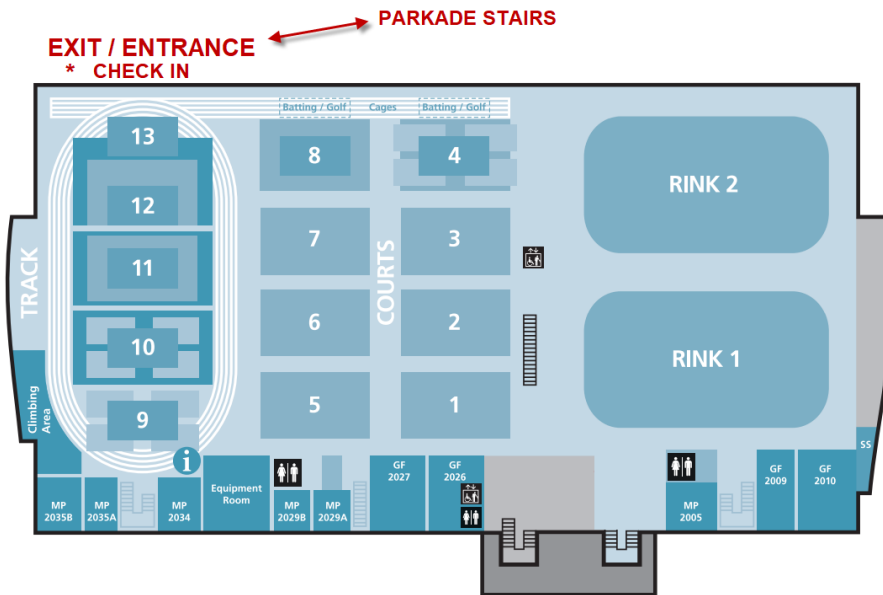 PARKADE STAIRS
EXIT / ENTRANCE
* CHECK IN
Batting / Golf Cages Batting / Golf
13
8
4
12
RINK 2
7
3
11
TRACK
COURTS
6
2
10
RINK 1
5
1
9
Climbing
Area
i
SS
MP
2035B
MP
2035A
MP
2034
Equipment
Room
MP
2029B
MP
2029A
GF
2027
GF
2026
MP
2005
GF
2009
GF
2010